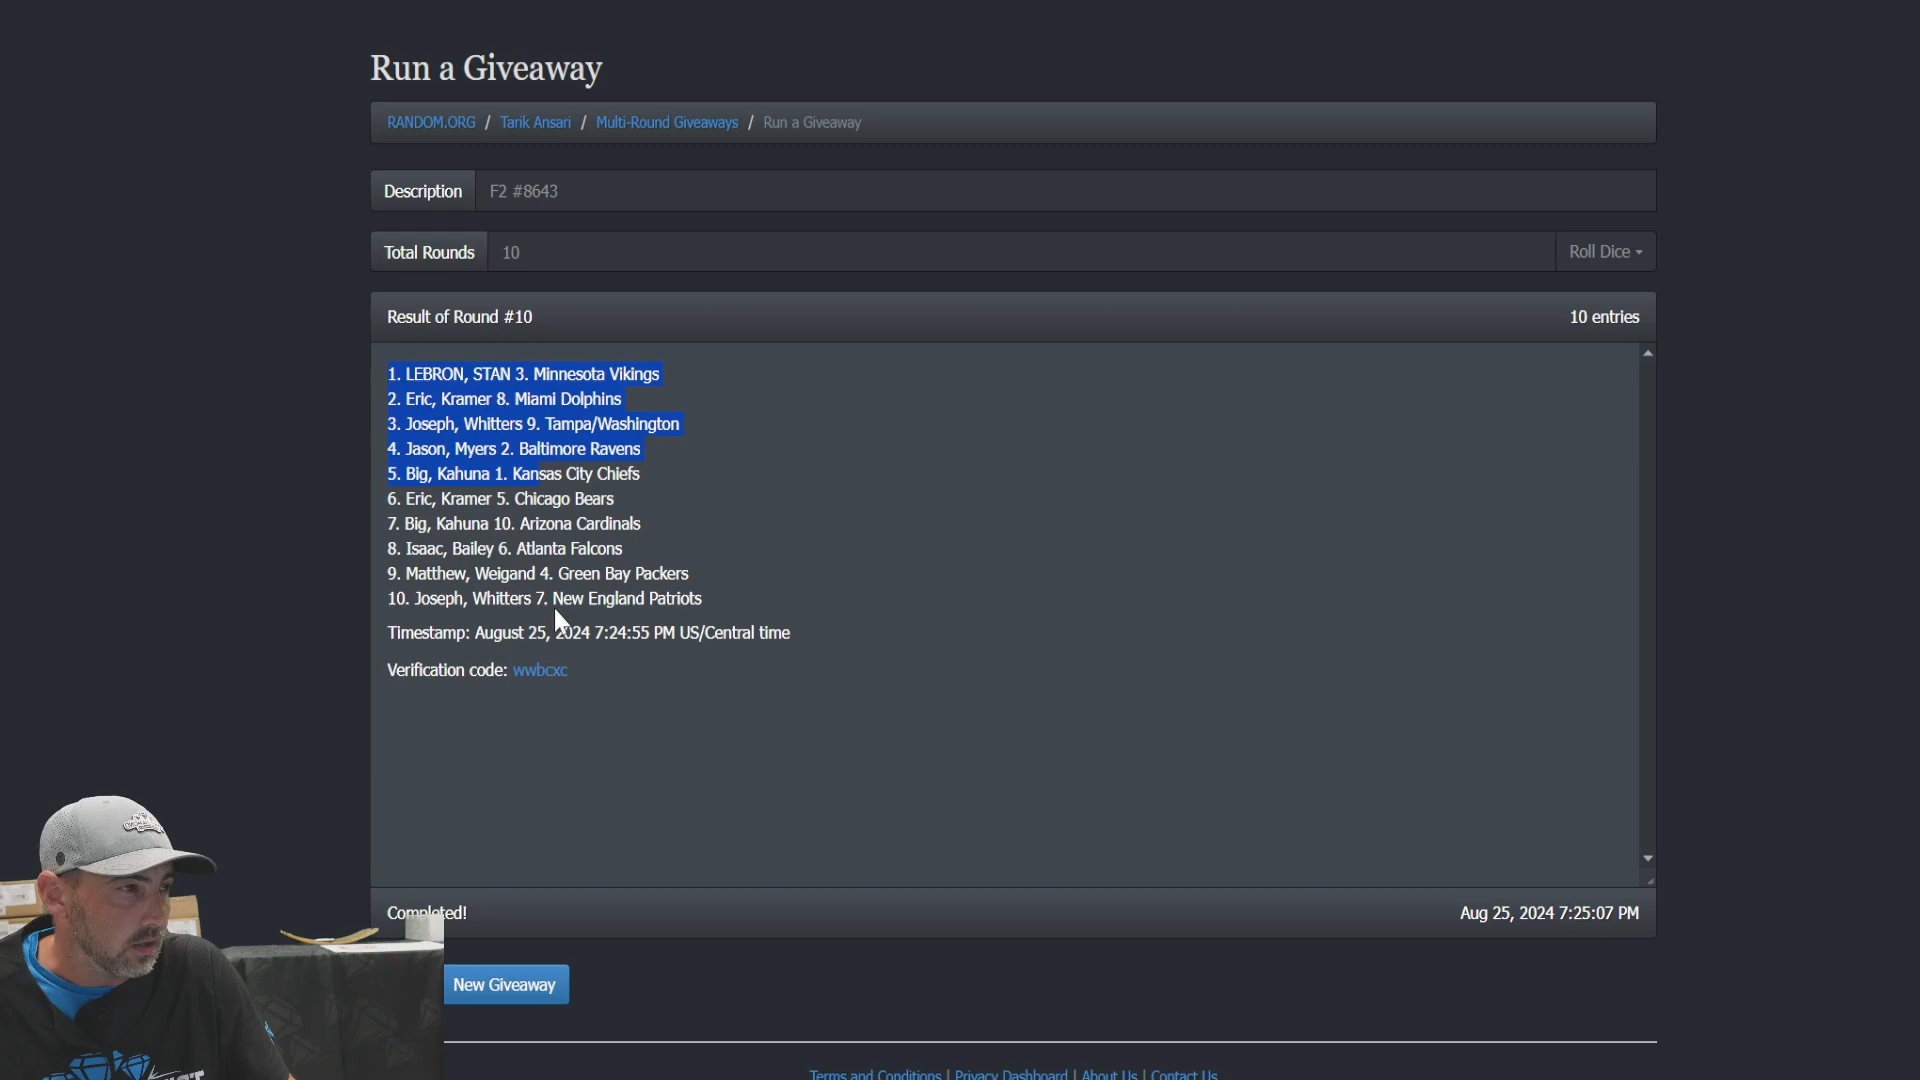 Run a Giveaway
RANDOM.ORG / Tarik Ansari / Multi-Round Giveaways / Run a Giveaway
Description F2 #8643
Total Rounds 10 Roll Dice
Result of Round #10 10 entries
1. LEBRON, STAN 3. Minnesota Vikings
2. Eric, Kramer 8. Miami Dolphins
3. Joseph, Whitters 9. Tampa/Washington
4. Jason, Myers 2. Baltimore Ravens
5. Big, Kahuna 1. Kansas City Chiefs
6. Eric, Kramer 5. Chicago Bears
7. Big, Kahuna 10. Arizona Cardinals
8. Isaac, Bailey 6. Atlanta Falcons
9. Matthew, Weigand 4. Green Bay Packers
10. Joseph, Whitters 7. New England Patriots
Timestamp: August 25, 2024 7:24:55 PM US/Central time
Verification code: wwbcxc
Completed! Aug 25, 2024 7:25:07 PM
New Giveaway
Terms and Conditions | Privacy Dashboard | About Us | Contact Us